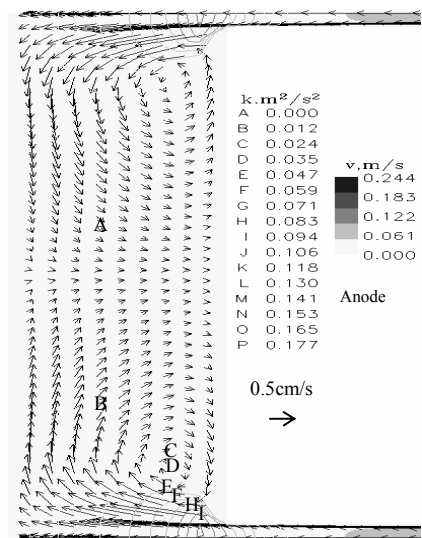 k.m²/s²
A 0.000
B 0.012
C 0.024
D 0.035
E 0.047
F 0.059
G 0.071
H 0.083
I 0.094
J 0.106
K 0.118
L 0.130
M 0.141
N 0.153
O 0.165
P 0.177
v,m/s
0.244
0.183
0.122
0.061
0.000
Anode
0.5cm/s
A
B
C
D
F
E
H
I